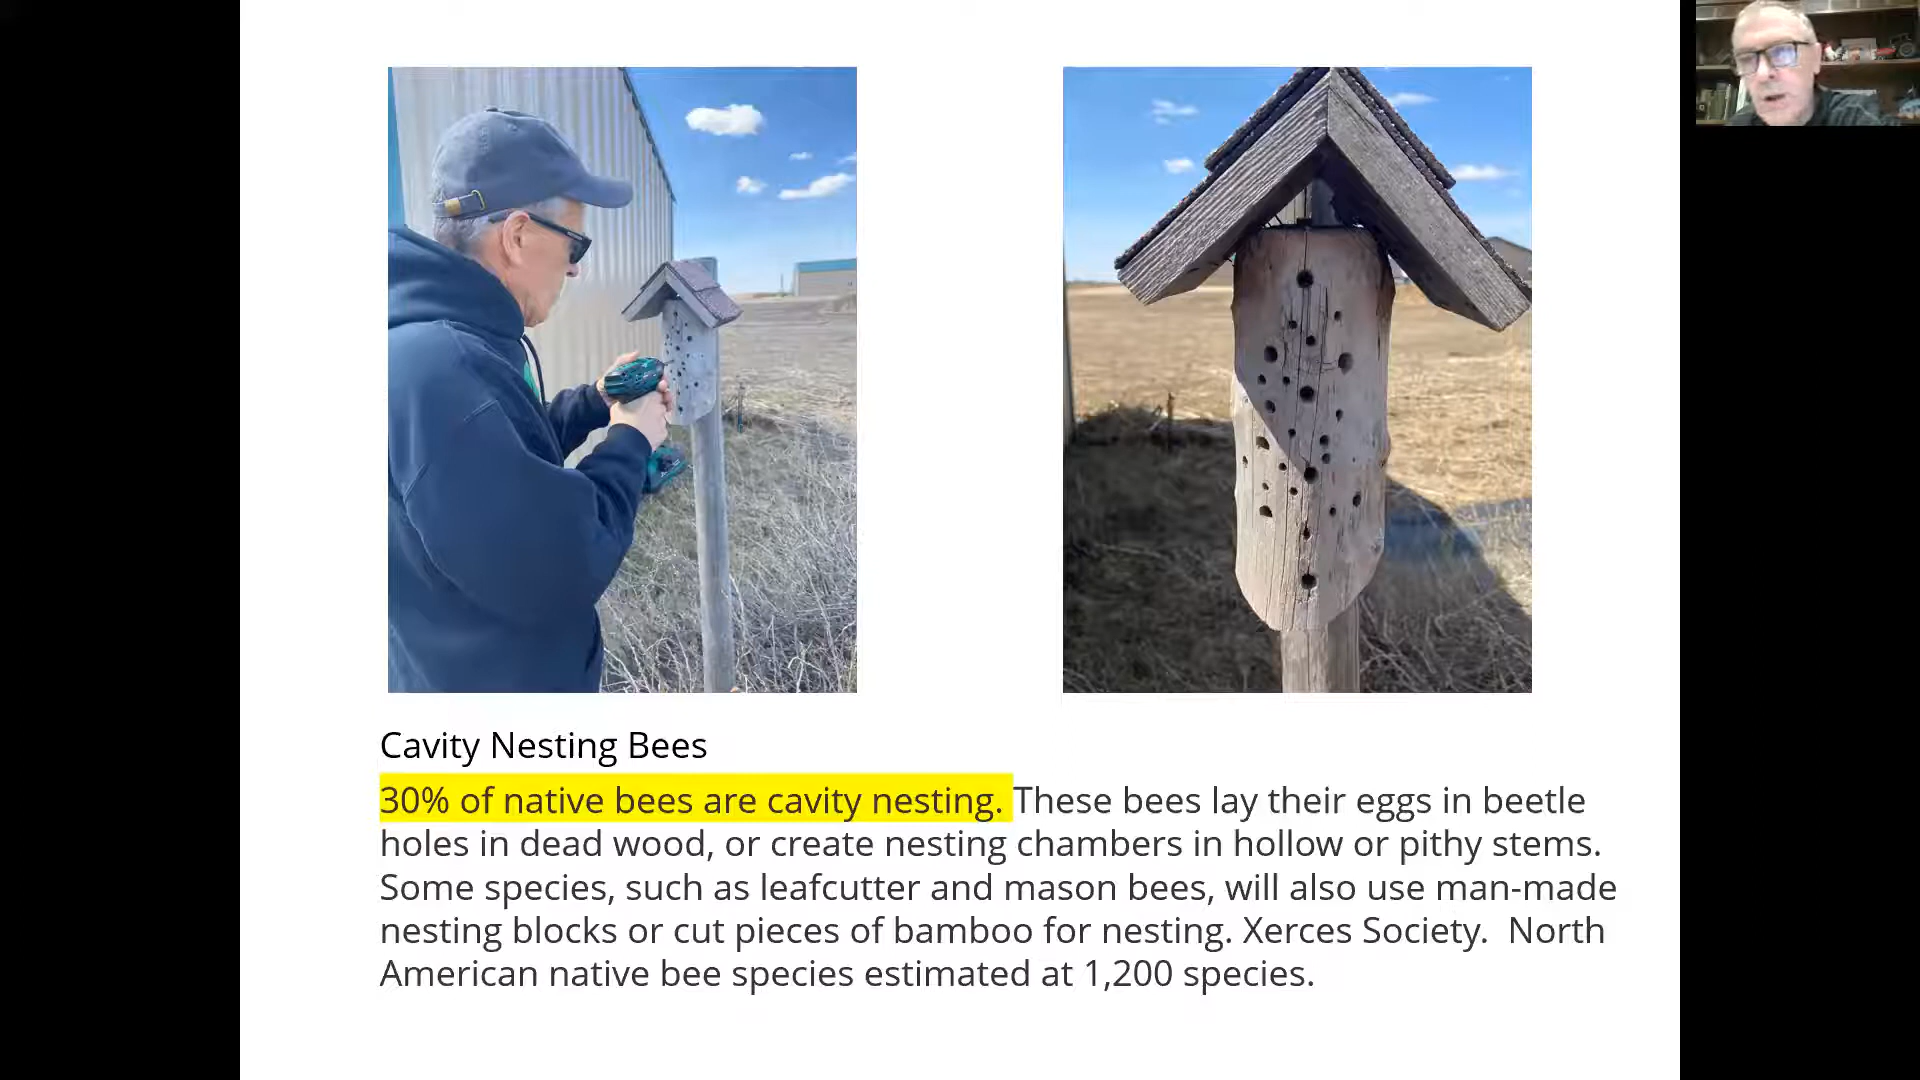 Cavity Nesting Bees
30% of native bees are cavity nesting. These bees lay their eggs in beetle
holes in dead wood, or create nesting chambers in hollow or pithy stems.
Some species, such as leafcutter and mason bees, will also use man-made
nesting blocks or cut pieces of bamboo for nesting. Xerces Society.  North
American native bee species estimated at 1,200 species.